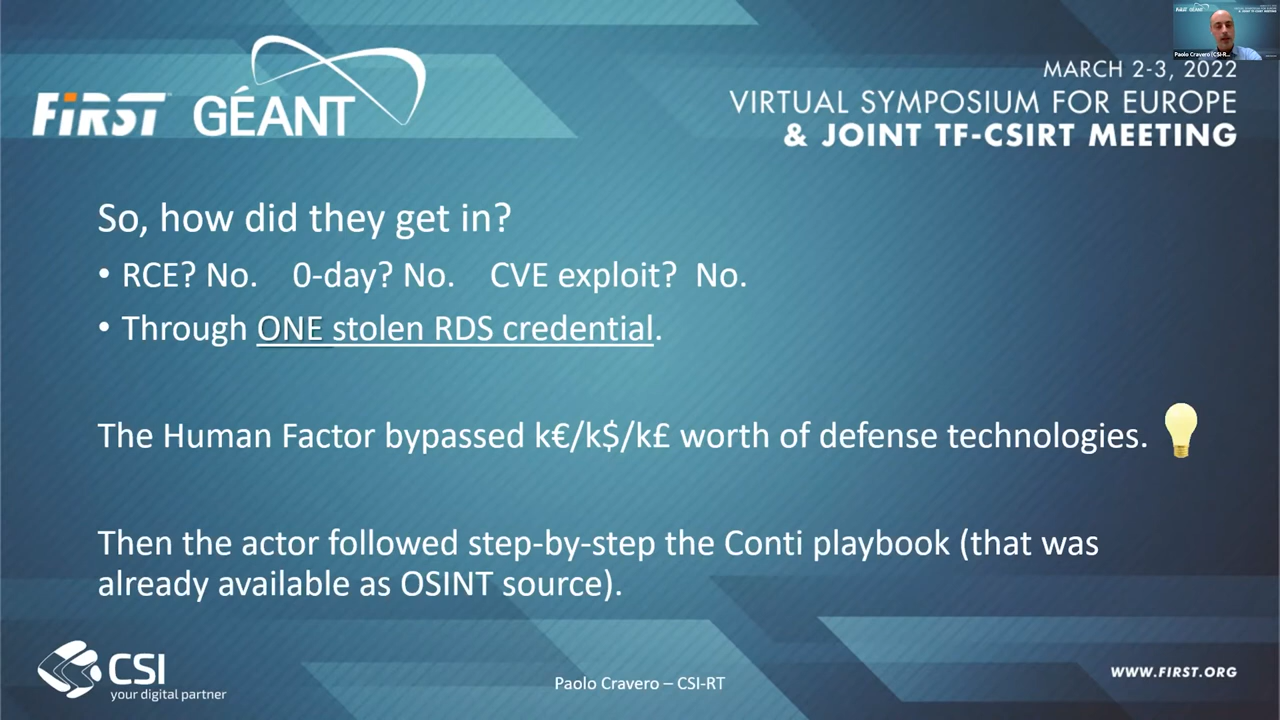 FiRST GÉANT
MARCH 2-3, 2022
VIRTUAL SYMPOSIUM FOR EUROPE
& JOINT TF-CSIRT MEETING
Paolo Cravero (CSI-R...
So, how did they get in?
• RCE? No. 0-day? No. CVE exploit? No.
• Through ONE stolen RDS credential.
The Human Factor bypassed k€/k$/k£ worth of defense technologies.
Then the actor followed step-by-step the Conti playbook (that was
already available as OSINT source).
CSI
your digital partner
Paolo Cravero – CSI-RT
WWW.FIRST.ORG